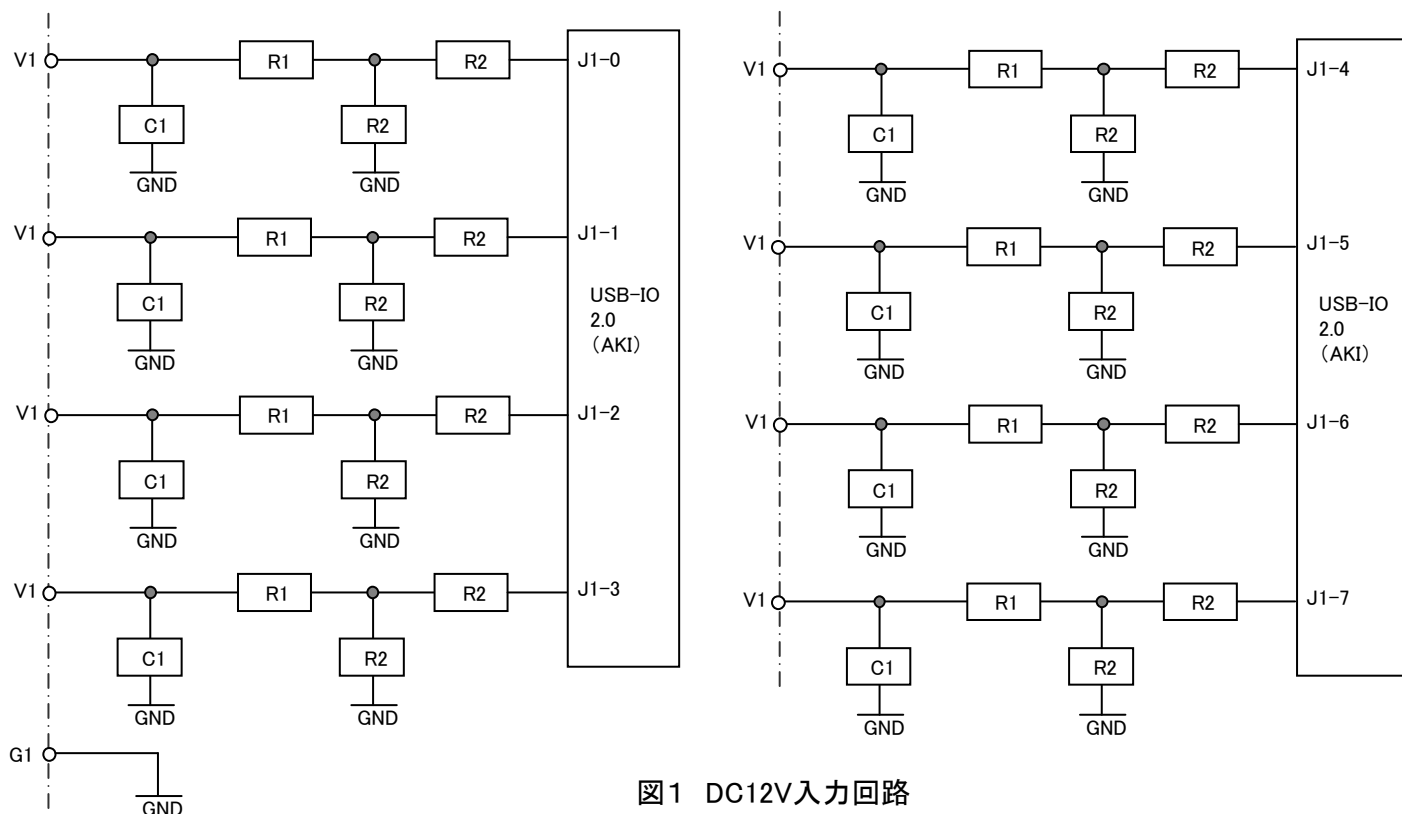 V1 R1 R2 J1-0
C1 R2
GND GND
V1 R1 R2 J1-1
C1 R2
GND GND
V1 R1 R2 J1-2
C1 R2
GND GND
V1 R1 R2 J1-3
C1 R2
GND GND
USB-IO
2.0
（AKI）
G1
GND
V1 R1 R2 J1-4
C1 R2
GND GND
V1 R1 R2 J1-5
C1 R2
GND GND
V1 R1 R2 J1-6
C1 R2
GND GND
V1 R1 R2 J1-7
C1 R2
GND GND
USB-IO
2.0
（AKI）
図1 DC12V入力回路